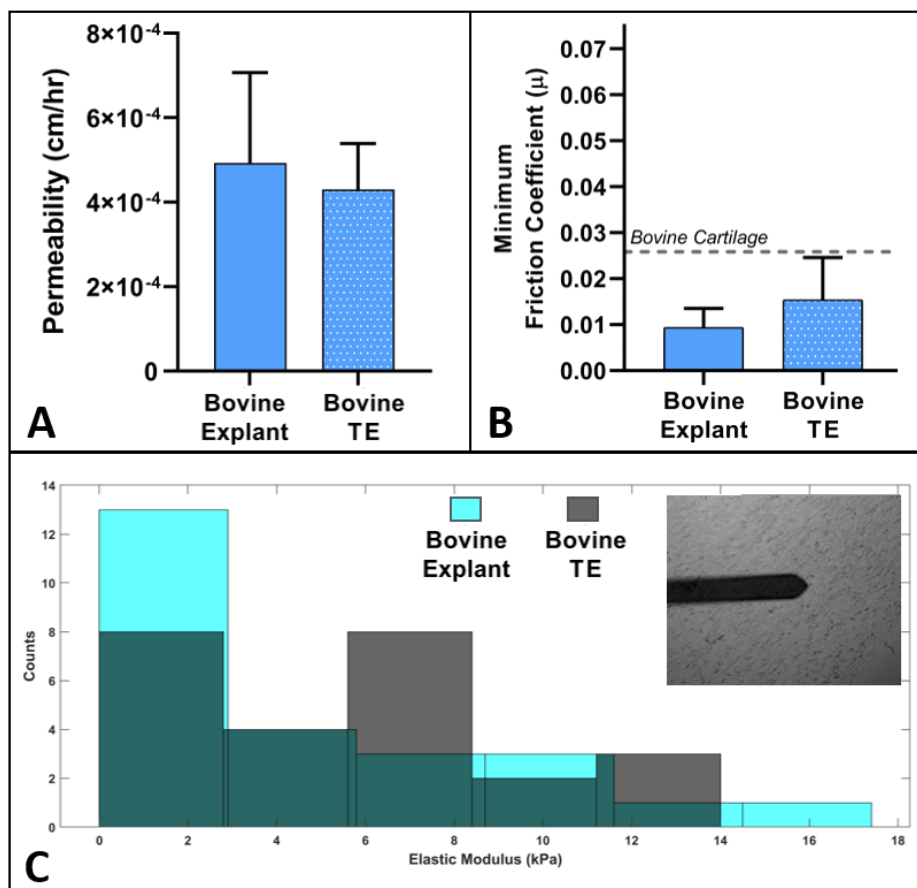 8×10⁻⁴
6×10⁻⁴
4×10⁻⁴
2×10⁻⁴
0
Permeability (cm/hr)
Bovine
Explant
Bovine
TE
A
0.07
0.06
0.05
0.04
0.03
0.02
0.01
0.00
Minimum
Friction Coefficient (μ)
Bovine Cartilage
Bovine
Explant
Bovine
TE
B
14
12
10
8
6
4
2
0
Counts
Bovine
Explant
Bovine
TE
0 2 4 6 8 10 12 14 16 18
Elastic Modulus (kPa)
C